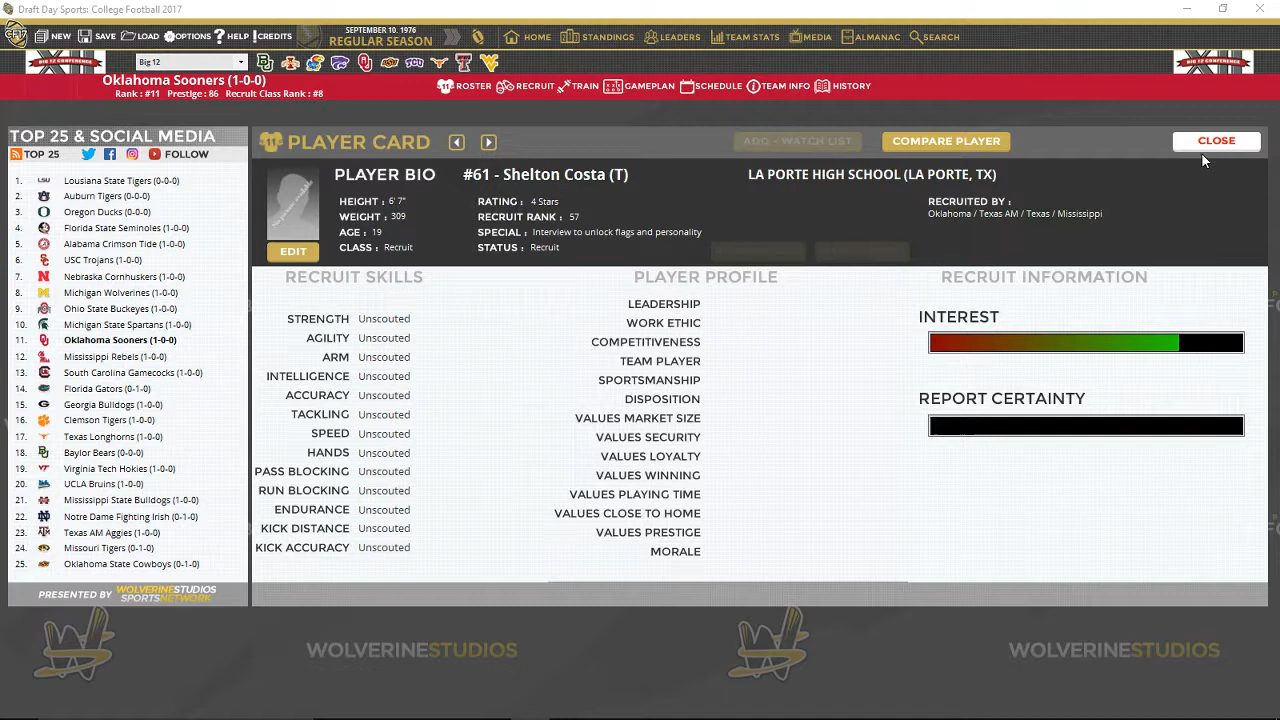 Draft Day Sports: College Football 2017
NEW SAVE LOAD OPTIONS HELP CREDITS
SEPTEMBER 10, 1976
REGULAR SEASON
HOME STANDINGS LEADERS TEAM STATS MEDIA ALMANAC SEARCH
BIG 12 CONFERENCE
Big 12
BIG 12 CONFERENCE
Oklahoma Sooners (1-0-0)
Rank : #11 Prestige : 86 Recruit Class Rank : #8
ROSTER RECRUIT TRAIN GAMEPLAN SCHEDULE TEAM INFO HISTORY
TOP 25 & SOCIAL MEDIA
TOP 25 FOLLOW
1. Lousiana State Tigers (0-0-0)
2. Auburn Tigers (0-0-0)
3. Oregon Ducks (0-0-0)
4. Florida State Seminoles (1-0-0)
5. Alabama Crimson Tide (1-0-0)
6. USC Trojans (1-0-0)
7. Nebraska Cornhuskers (1-0-0)
8. Michigan Wolverines (1-0-0)
9. Ohio State Buckeyes (1-0-0)
10. Michigan State Spartans (1-0-0)
11. Oklahoma Sooners (1-0-0)
12. Mississippi Rebels (1-0-0)
13. South Carolina Gamecocks (1-0-0)
14. Florida Gators (0-1-0)
15. Georgia Bulldogs (1-0-0)
16. Clemson Tigers (1-0-0)
17. Texas Longhorns (1-0-0)
18. Baylor Bears (0-0-0)
19. Virginia Tech Hokies (1-0-0)
20. UCLA Bruins (1-0-0)
21. Mississippi State Bulldogs (1-0-0)
22. Notre Dame Fighting Irish (0-1-0)
23. Texas AM Aggies (1-0-0)
24. Missouri Tigers (0-1-0)
25. Oklahoma State Cowboys (0-1-0)
PRESENTED BY WOLVERINESTUDIOS
SPORTSNETWORK
PLAYER CARD
ADD - WATCH LIST
COMPARE PLAYER
CLOSE
EDIT
PLAYER BIO
HEIGHT : 6' 7"
WEIGHT : 309
AGE : 19
CLASS : Recruit
#61 - Shelton Costa (T)
RATING : 4 Stars
RECRUIT RANK : 57
SPECIAL : Interview to unlock flags and personality
STATUS : Recruit
LA PORTE HIGH SCHOOL (LA PORTE, TX)
RECRUITED BY :
Oklahoma / Texas AM / Texas / Mississippi
RECRUIT SKILLS
STRENGTH Unscouted
AGILITY Unscouted
ARM Unscouted
INTELLIGENCE Unscouted
ACCURACY Unscouted
TACKLING Unscouted
SPEED Unscouted
HANDS Unscouted
PASS BLOCKING Unscouted
RUN BLOCKING Unscouted
ENDURANCE Unscouted
KICK DISTANCE Unscouted
KICK ACCURACY Unscouted
PLAYER PROFILE
LEADERSHIP
WORK ETHIC
COMPETITIVENESS
TEAM PLAYER
SPORTSMANSHIP
DISPOSITION
VALUES MARKET SIZE
VALUES SECURITY
VALUES LOYALTY
VALUES WINNING
VALUES PLAYING TIME
VALUES CLOSE TO HOME
VALUES PRESTIGE
MORALE
RECRUIT INFORMATION
INTEREST
REPORT CERTAINTY
WOLVERINESTUDIOS
WOLVERINESTUDIOS